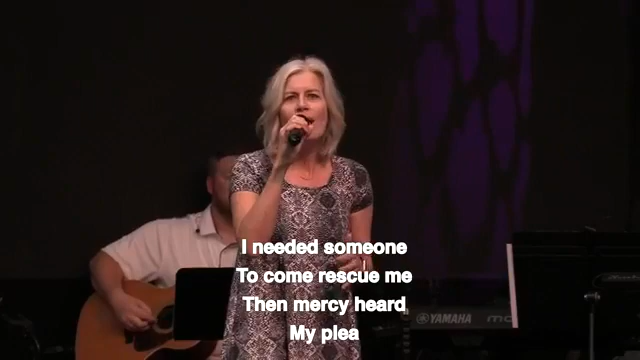 I needed someone
To come rescue me
Then mercy heard
My plea
YAMAHA